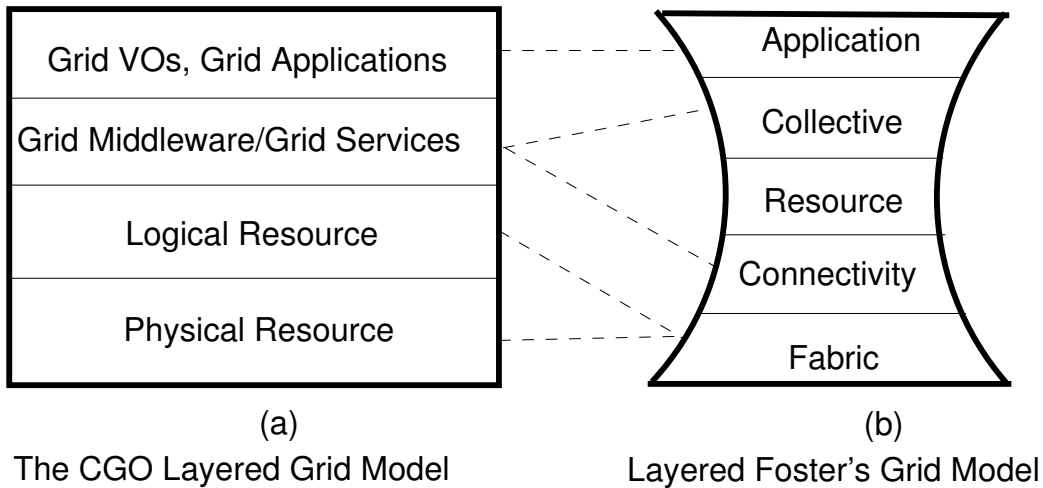 Grid VOs, Grid Applications
Grid Middleware/Grid Services
Logical Resource
Physical Resource
(a)
The CGO Layered Grid Model
Application
Collective
Resource
Connectivity
Fabric
(b)
Layered Foster's Grid Model